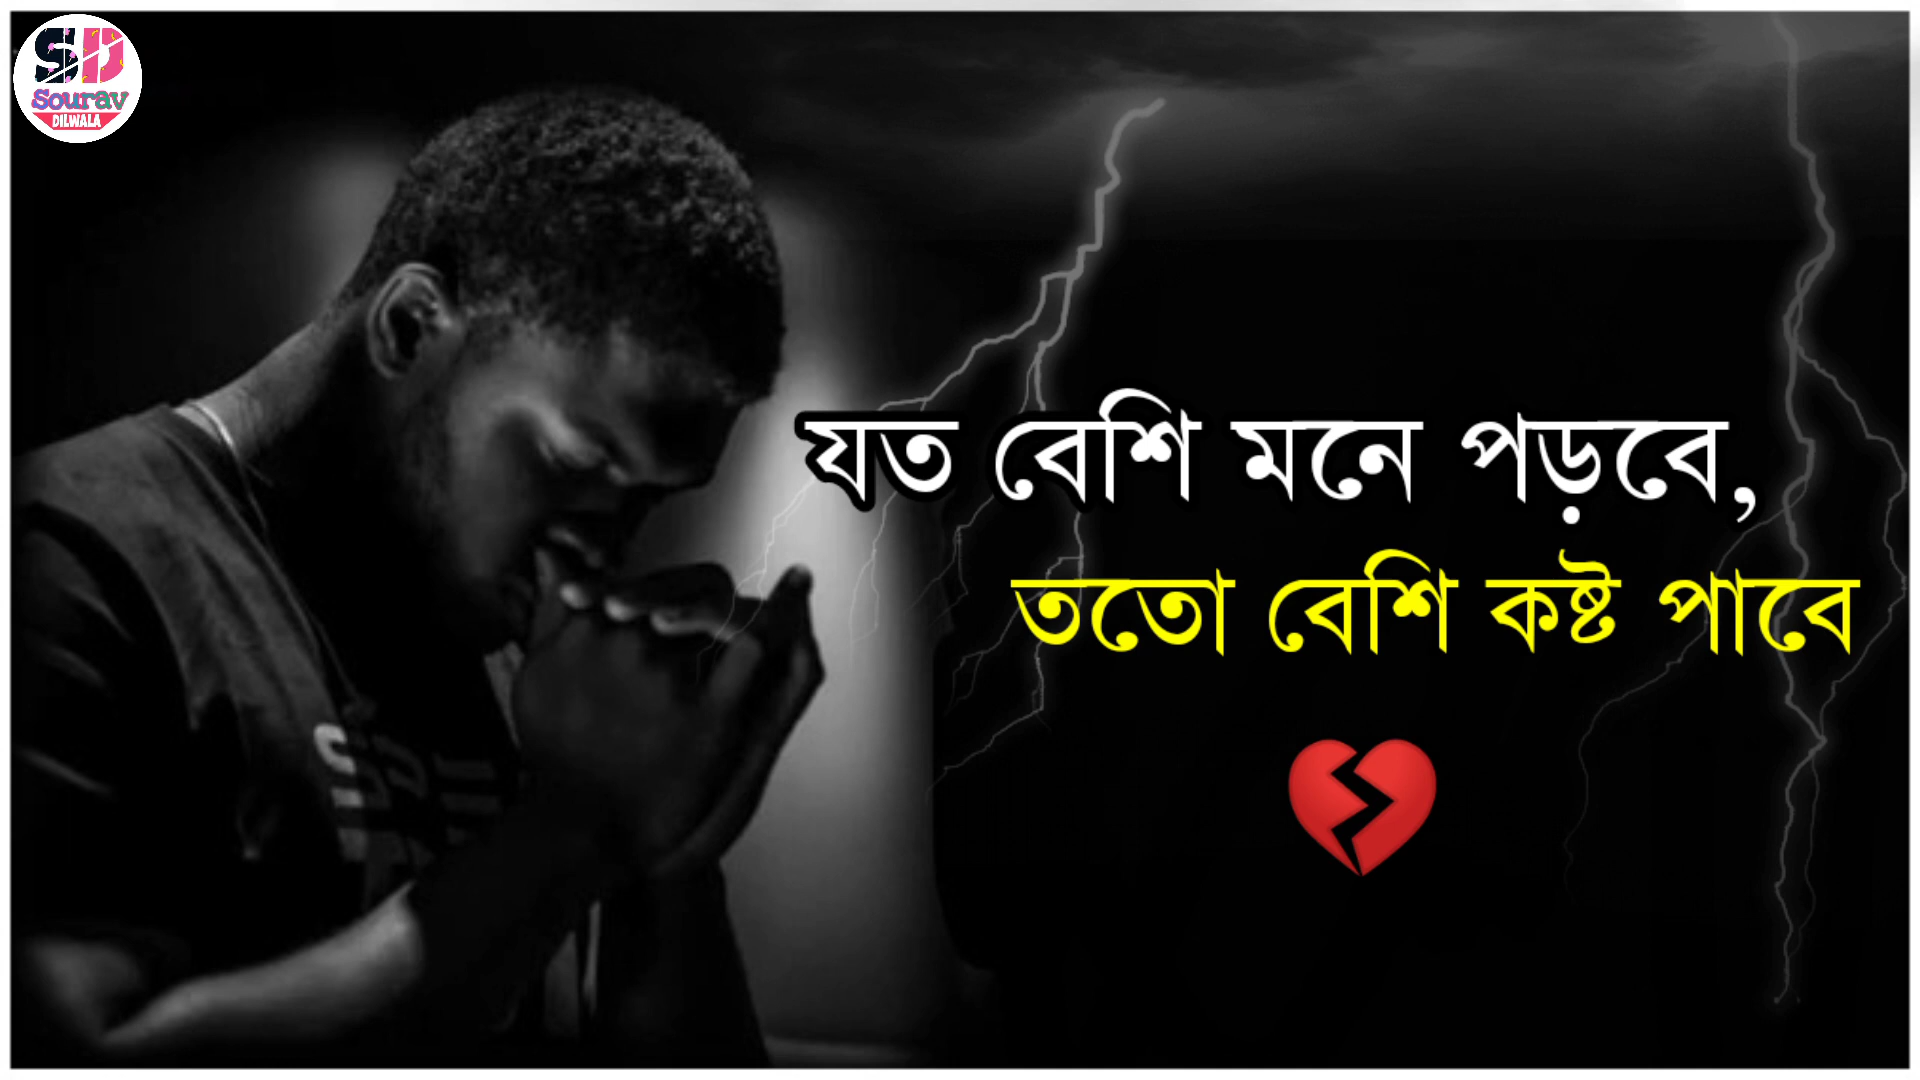 SD
Sourav
DILWALA
যত বেশি মনে পড়বে,
ততো বেশি কষ্ট পাবে